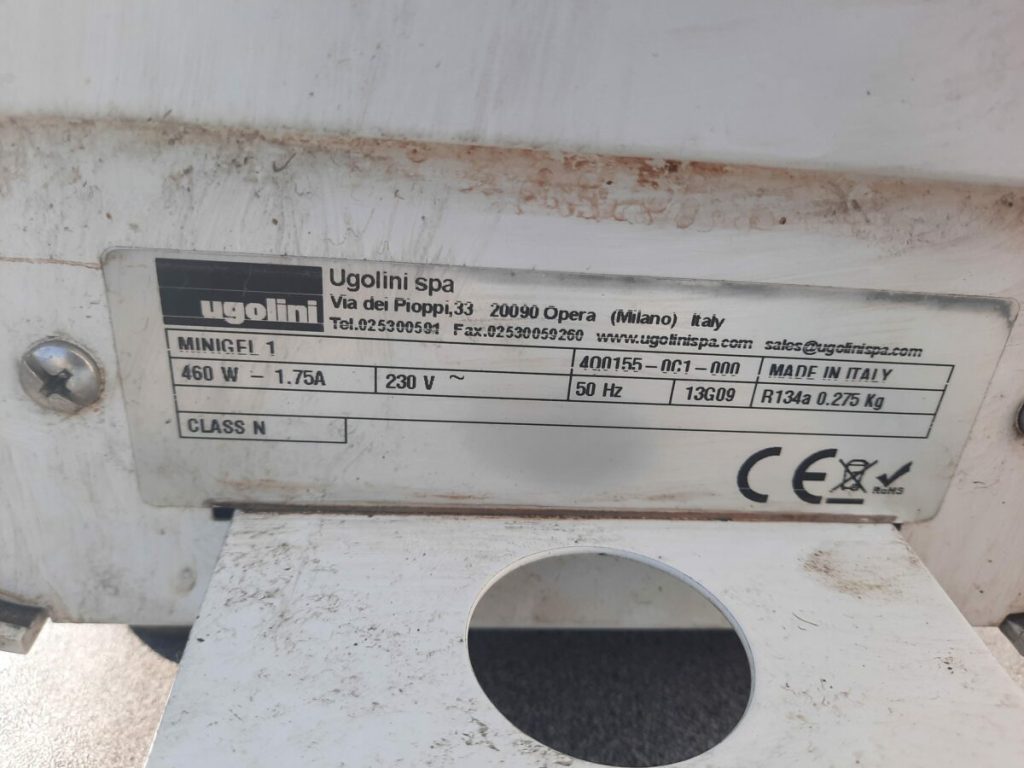 ugolini
Ugolini spa
Via dei Pioppi,33 20090 Opera (Milano) Italy
Tel.025300591 Fax.02530059260 www.ugolinispa.com sales@ugolinispa.com
MINIGEL 1 400155-0C1-000 MADE IN ITALY
460 W - 1.75A 230 V ~ 50 Hz 13G09 R134a 0.275 Kg
CLASS N
CE RoHS